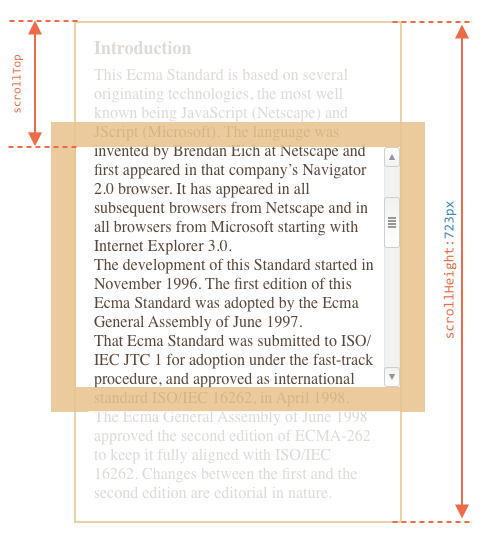 scrollTop
Introduction
This Ecma Standard is based on several
originating technologies, the most well
known being JavaScript (Netscape) and
JScript (Microsoft). The language was
invented by Brendan Eich at Netscape and
first appeared in that company’s Navigator
2.0 browser. It has appeared in all
subsequent browsers from Netscape and in
all browsers from Microsoft starting with
Internet Explorer 3.0.
The development of this Standard started in
November 1996. The first edition of this
Ecma Standard was adopted by the Ecma
General Assembly of June 1997.
That Ecma Standard was submitted to ISO/
IEC JTC 1 for adoption under the fast-track
procedure, and approved as international
standard ISO/IEC 16262, in April 1998.
The Ecma General Assembly of June 1998
approved the second edition of ECMA-262
to keep it fully aligned with ISO/IEC
16262. Changes between the first and the
second edition are editorial in nature.
scrollHeight:723px